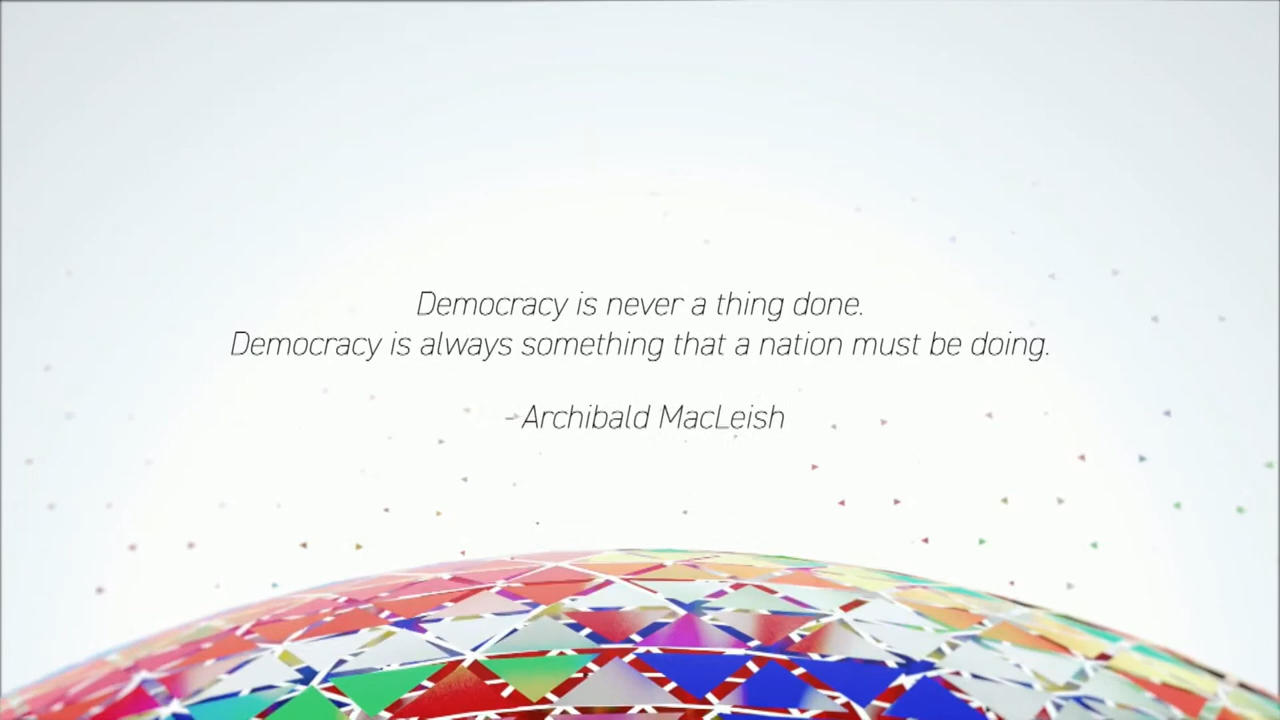 Democracy is never a thing done.
Democracy is always something that a nation must be doing.
- Archibald MacLeish